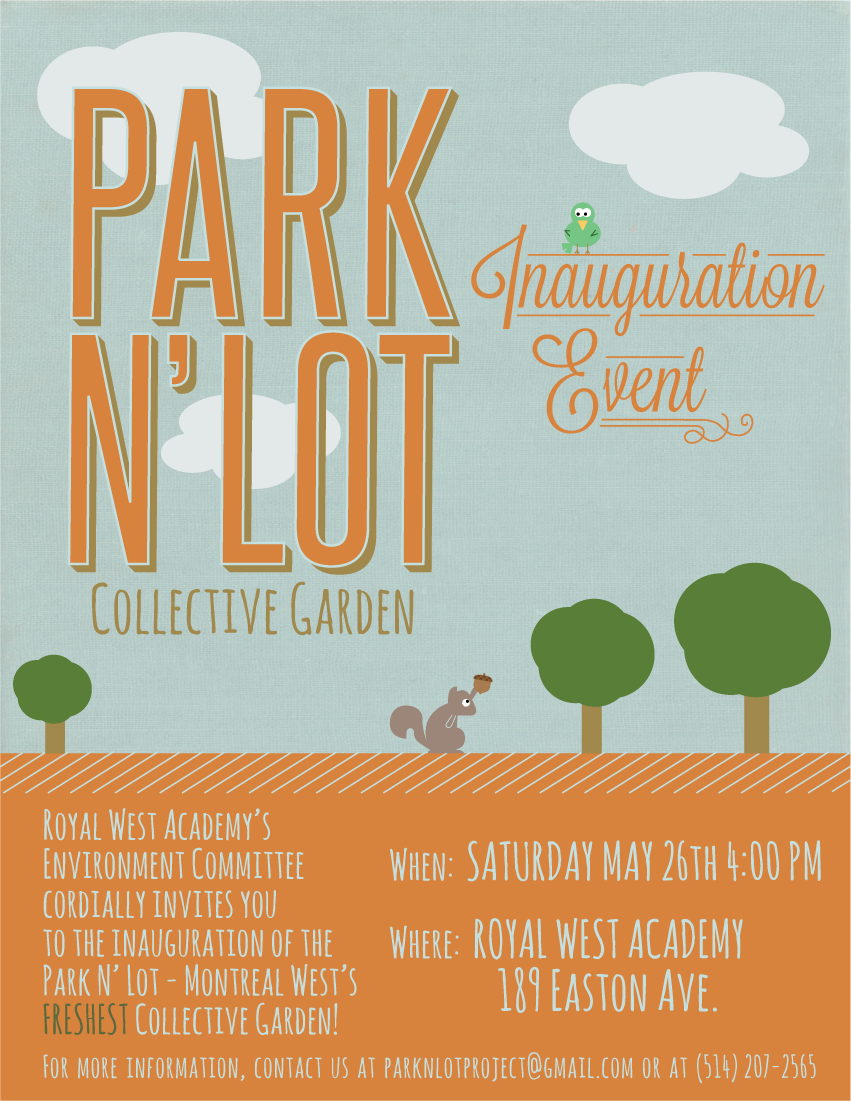 PARK
N'LOT
Collective Garden
Inauguration
Event
Royal West Academy's
Environment Committee
cordially invites you
to the inauguration of the
Park N' Lot - Montreal West's
FRESHEST Collective Garden!
When: SATURDAY MAY 26TH 4:00 PM
Where: ROYAL WEST ACADEMY
189 Easton Ave.
For more information, contact us at parknlotproject@gmail.com or at (514) 207-2565